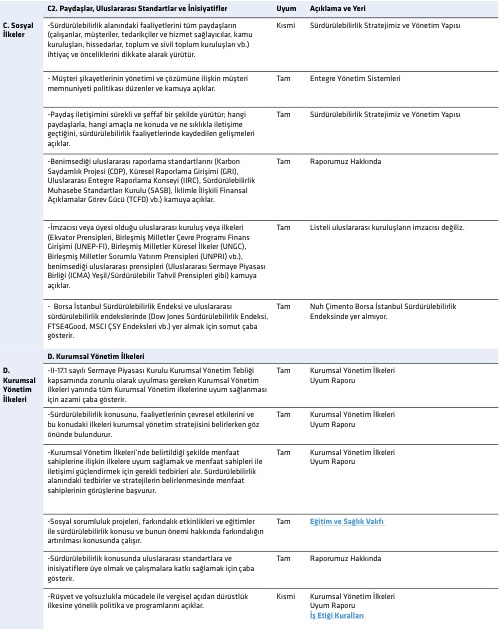 C2. Paydaşlar, Uluslararası Standartlar ve İnisiyatifler Uyum Açıklama ve Yeri
C. Sosyal İlkeler
-Sürdürülebilirlik alanındaki faaliyetlerini tüm paydaşların
(çalışanlar, müşteriler, tedarikçiler ve hizmet sağlayıcılar, kamu
kuruluşları, hissedarlar, toplum ve sivil toplum kuruluşları vb.)
ihtiyaç ve önceliklerini dikkate alarak yürütür.
Kısmi
Sürdürülebilirlik Stratejimiz ve Yönetim Yapısı
- Müşteri şikayetlerinin yönetimi ve çözümüne ilişkin müşteri
memnuniyeti politikası düzenler ve kamuya açıklar.
Tam
Entegre Yönetim Sistemleri
-Paydaş iletişimini sürekli ve şeffaf bir şekilde yürütür; hangi
paydaşlarla, hangi amaçla ne konuda ve ne sıklıkla iletişime
geçtiğini, sürdürülebilirlik faaliyetlerinde kaydedilen gelişmeleri
açıklar.
Tam
Sürdürülebilirlik Stratejimiz ve Yönetim Yapısı
-Benimsediği uluslararası raporlama standartlarını (Karbon
Saydamlık Projesi (CDP), Küresel Raporlama Girişimi (GRI),
Uluslararası Entegre Raporlama Konseyi (IIRC), Sürdürülebilirlik
Muhasebe Standartları Kurulu (SASB), İklimle İlişkili Finansal
Açıklamalar Görev Gücü (TCFD) vb.) kamuya açıklar.
Tam
Raporumuz Hakkında
-İmzacısı veya üyesi olduğu uluslararası kuruluş veya ilkeleri
(Ekvator Prensipleri, Birleşmiş Milletler Çevre Programı Finans
Girişimi (UNEP-FI), Birleşmiş Milletler Küresel İlkeler (UNGC),
Birleşmiş Milletler Sorumlu Yatırım Prensipleri (UNPRI) vb.),
benimsediği uluslararası prensipleri (Uluslararası Sermaye Piyasası
Birliği (ICMA) Yeşil/Sürdürülebilir Tahvil Prensipleri gibi) kamuya
açıklar.
Tam
Listeli uluslararası kuruluşların imzacısı değiliz.
- Borsa İstanbul Sürdürülebilirlik Endeksi ve uluslararası
sürdürülebilirlik endekslerinde (Dow Jones Sürdürülebilirlik Endeksi,
FTSE4Good, MSCI ÇSY Endeksleri vb.) yer almak için somut çaba
gösterir.
Tam
Nuh Çimento Borsa İstanbul Sürdürülebilirlik
Endeksinde yer almıyor.
D. Kurumsal Yönetim İlkeleri
D.
Kurumsal
Yönetim
İlkeleri
-II-17.1 sayılı Sermaye Piyasası Kurulu Kurumsal Yönetim Tebliği
kapsamında zorunlu olarak uyulması gereken Kurumsal Yönetim
ilkeleri yanında tüm Kurumsal Yönetim ilkelerine uyum sağlanması
için azami çaba gösterir.
Tam
Kurumsal Yönetim İlkeleri
Uyum Raporu
-Sürdürülebilirlik konusunu, faaliyetlerinin çevresel etkilerini ve
bu konudaki ilkeleri kurumsal yönetim stratejisini belirlerken göz
önünde bulundurur.
Tam
Kurumsal Yönetim İlkeleri
Uyum Raporu
-Kurumsal Yönetim İlkeleri'nde belirtildiği şekilde menfaat
sahiplerine ilişkin ilkelere uyum sağlamak ve menfaat sahipleri ile
iletişimi güçlendirmek için gerekli tedbirleri alır. Sürdürülebilirlik
alanındaki tedbirler ve stratejilerin belirlenmesinde menfaat
sahiplerinin görüşlerine başvurur.
Tam
Kurumsal Yönetim İlkeleri
Uyum Raporu
-Sosyal sorumluluk projeleri, farkındalık etkinlikleri ve eğitimler
ile sürdürülebilirlik konusu ve bunun önemi hakkında farkındalığın
artırılması konusunda çalışır.
Tam
Eğitim ve Sağlık Vakfı
-Sürdürülebilirlik konusunda uluslararası standartlara ve
inisiyatiflere üye olmak ve çalışmalara katkı sağlamak için çaba
gösterir.
Tam
Raporumuz Hakkında
-Rüşvet ve yolsuzlukla mücadele ile vergisel açıdan dürüstlük
ilkesine yönelik politika ve programlarını açıklar.
Kısmi
Kurumsal Yönetim İlkeleri
Uyum Raporu
İş Etiği Kuralları